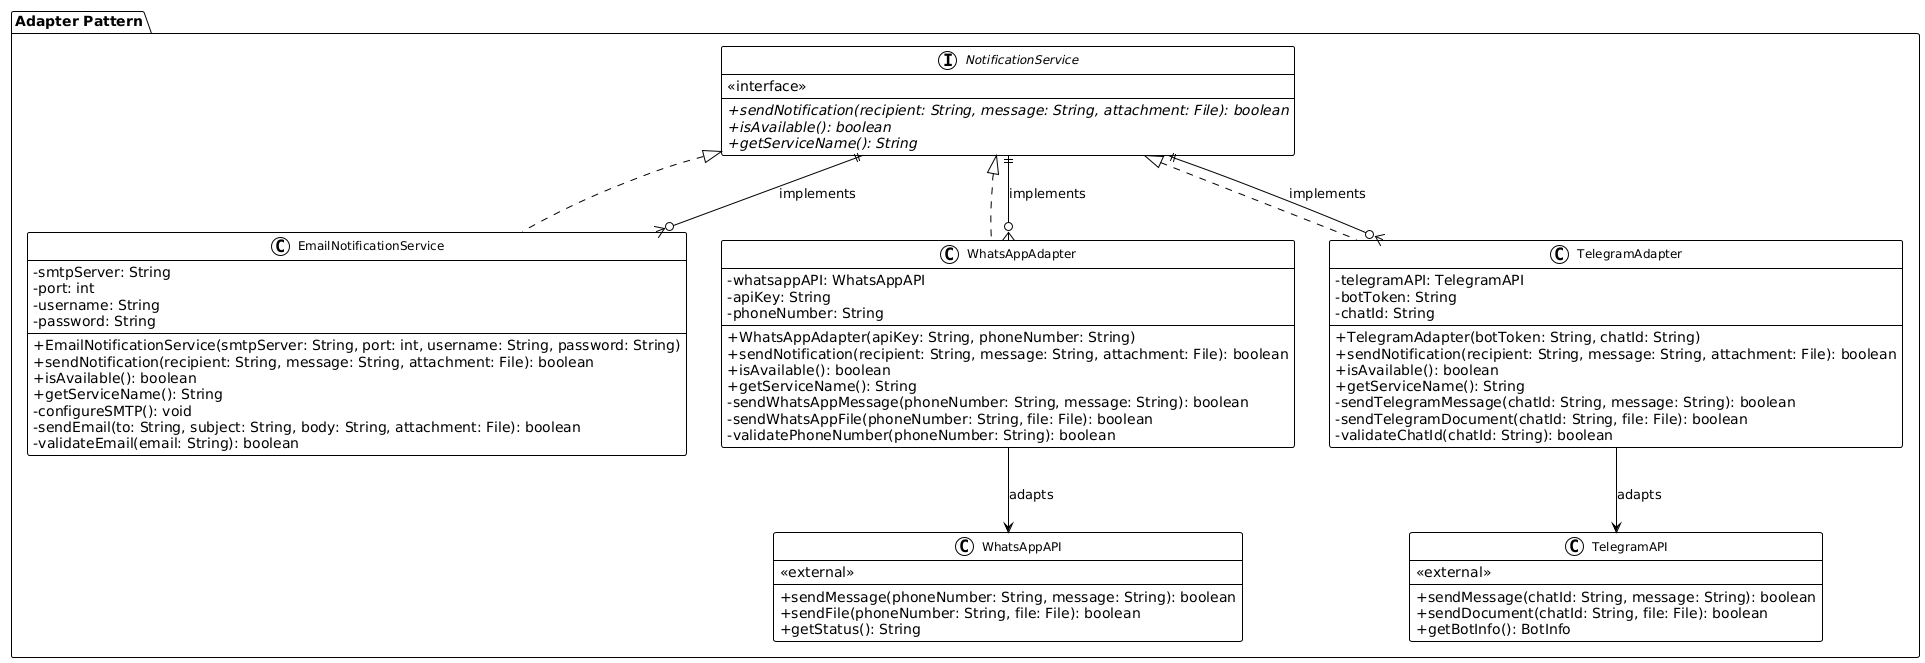 Adapter Pattern
NotificationService
«interface»
+sendNotification(recipient: String, message: String, attachment: File): boolean
+isAvailable(): boolean
+getServiceName(): String
implements
implements
implements
EmailNotificationService
-smtpServer: String
-port: int
-username: String
-password: String
+EmailNotificationService(smtpServer: String, port: int, username: String, password: String)
+sendNotification(recipient: String, message: String, attachment: File): boolean
+isAvailable(): boolean
+getServiceName(): String
-configureSMTP(): void
-sendEmail(to: String, subject: String, body: String, attachment: File): boolean
-validateEmail(email: String): boolean
WhatsAppAdapter
-whatsappAPI: WhatsAppAPI
-apiKey: String
-phoneNumber: String
+WhatsAppAdapter(apiKey: String, phoneNumber: String)
+sendNotification(recipient: String, message: String, attachment: File): boolean
+isAvailable(): boolean
+getServiceName(): String
-sendWhatsAppMessage(phoneNumber: String, message: String): boolean
-sendWhatsAppFile(phoneNumber: String, file: File): boolean
-validatePhoneNumber(phoneNumber: String): boolean
TelegramAdapter
-telegramAPI: TelegramAPI
-botToken: String
-chatId: String
+TelegramAdapter(botToken: String, chatId: String)
+sendNotification(recipient: String, message: String, attachment: File): boolean
+isAvailable(): boolean
+getServiceName(): String
-sendTelegramMessage(chatId: String, message: String): boolean
-sendTelegramDocument(chatId: String, file: File): boolean
-validateChatId(chatId: String): boolean
adapts
adapts
WhatsAppAPI
«external»
+sendMessage(phoneNumber: String, message: String): boolean
+sendFile(phoneNumber: String, file: File): boolean
+getStatus(): String
TelegramAPI
«external»
+sendMessage(chatId: String, message: String): boolean
+sendDocument(chatId: String, file: File): boolean
+getBotInfo(): BotInfo